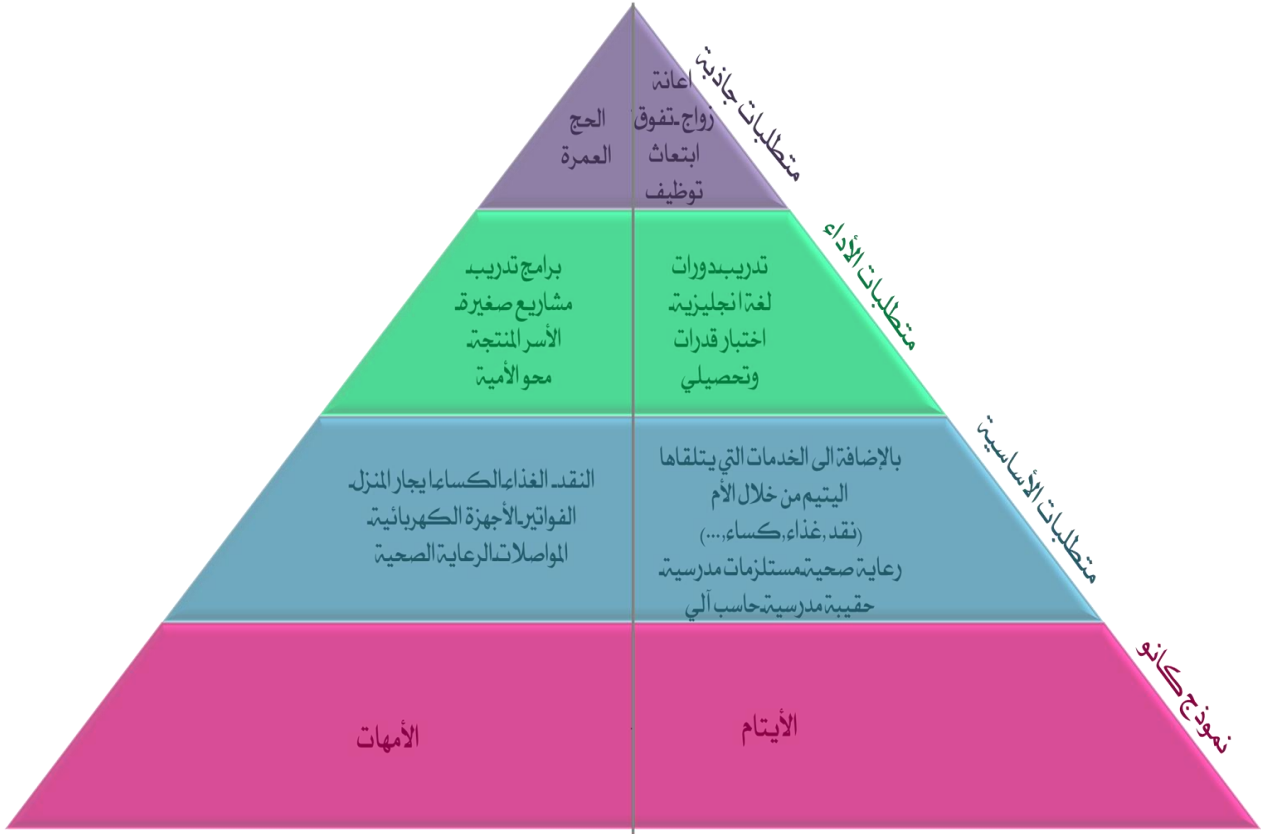 متطلبات جاذبة
اعانة
زواج-تفوق
ابتعاث
توظيف
الحج
العمرة
متطلبات الأداء
تدريب-دورات
لغة انجليزية-
اختبار قدرات
وتحصيلي
برامج تدريب-
مشاريع صغيرة-
الأسر المنتجة-
محو الأمية
متطلبات الأساسية
بالإضافة الى الخدمات التي يتلقاها
اليتيم من خلال الأم
(نقد,غذاء,كساء,...)
رعاية صحية-مستلزمات مدرسية-
حقيبة مدرسية-حاسب آلي
النقد- الغذاء-الكساء-ايجار المنزل-
الفواتير-الأجهزة الكهربائية-
المواصلات-الرعاية الصحية
نموذج كانو
الأيتام
الأمهات